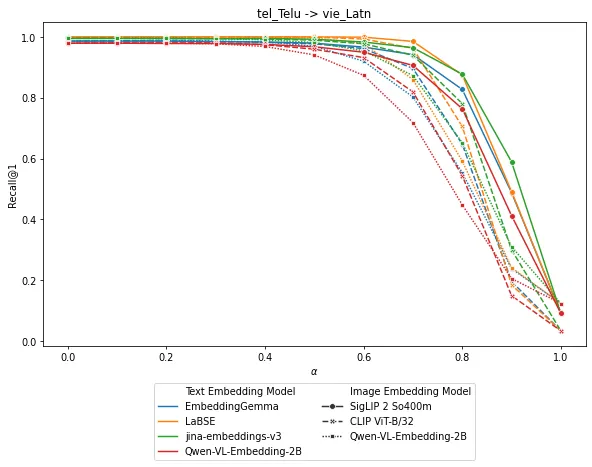 tel_Telu -> vie_Latn
1.0
0.8
0.6
0.4
0.2
0.0
Recall@1
0.0 0.2 0.4 0.6 0.8 1.0
α
Text Embedding Model Image Embedding Model
EmbeddingGemma SigLIP 2 So400m
LaBSE CLIP ViT-B/32
jina-embeddings-v3 Qwen-VL-Embedding-2B
Qwen-VL-Embedding-2B